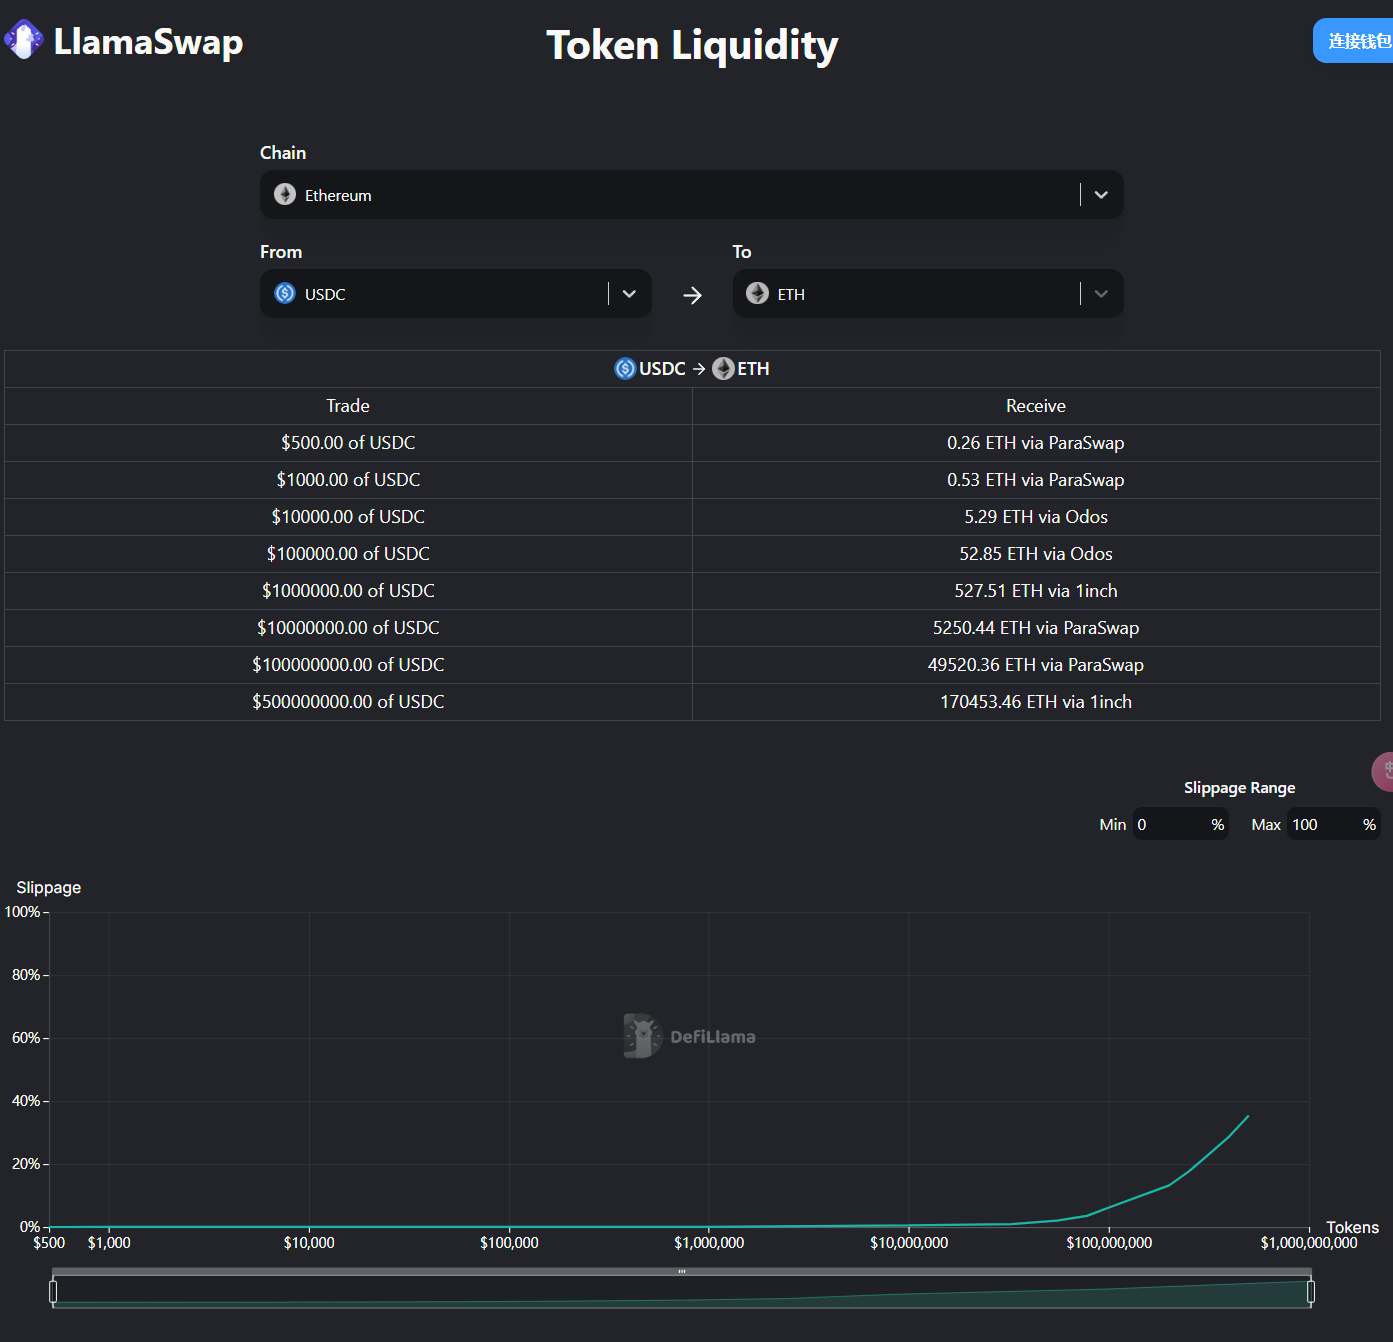 LlamaSwap
Token Liquidity
连接钱包
Chain
Ethereum
From
To
USDC
ETH
USDC → ETH
Trade
Receive
$500.00 of USDC
0.26 ETH via ParaSwap
$1000.00 of USDC
0.53 ETH via ParaSwap
$10000.00 of USDC
5.29 ETH via Odos
$100000.00 of USDC
52.85 ETH via Odos
$1000000.00 of USDC
527.51 ETH via 1inch
$10000000.00 of USDC
5250.44 ETH via ParaSwap
$100000000.00 of USDC
49520.36 ETH via ParaSwap
$500000000.00 of USDC
170453.46 ETH via 1inch
Slippage Range
Min 0 %
Max 100 %
Slippage
100%
80%
60%
40%
20%
0%
DefiLlama
Tokens
$500
$1,000
$10,000
$100,000
$1,000,000
$10,000,000
$100,000,000
$1,000,000,000